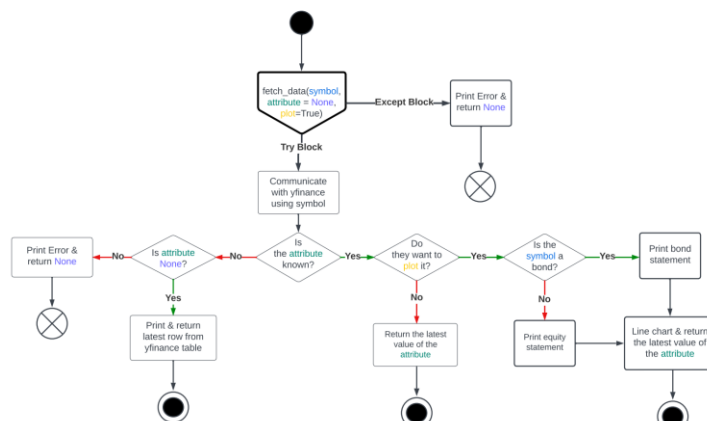 fetch_data(symbol,
attribute = None,
plot=True)
Except Block
Print Error &
return None
Try Block
Communicate
with yfinance
using symbol
Print Error &
return None
No
Is attribute
None?
No
Is
the attribute
known?
Yes
Do
they want to
plot it?
Yes
Is the
symbol a
bond?
Yes
Print bond
statement
Yes
No
No
Print & return
latest row from
yfinance table
Return the latest
value of the
attribute
Print equity
statement
Line chart & return
the latest value of
the attribute